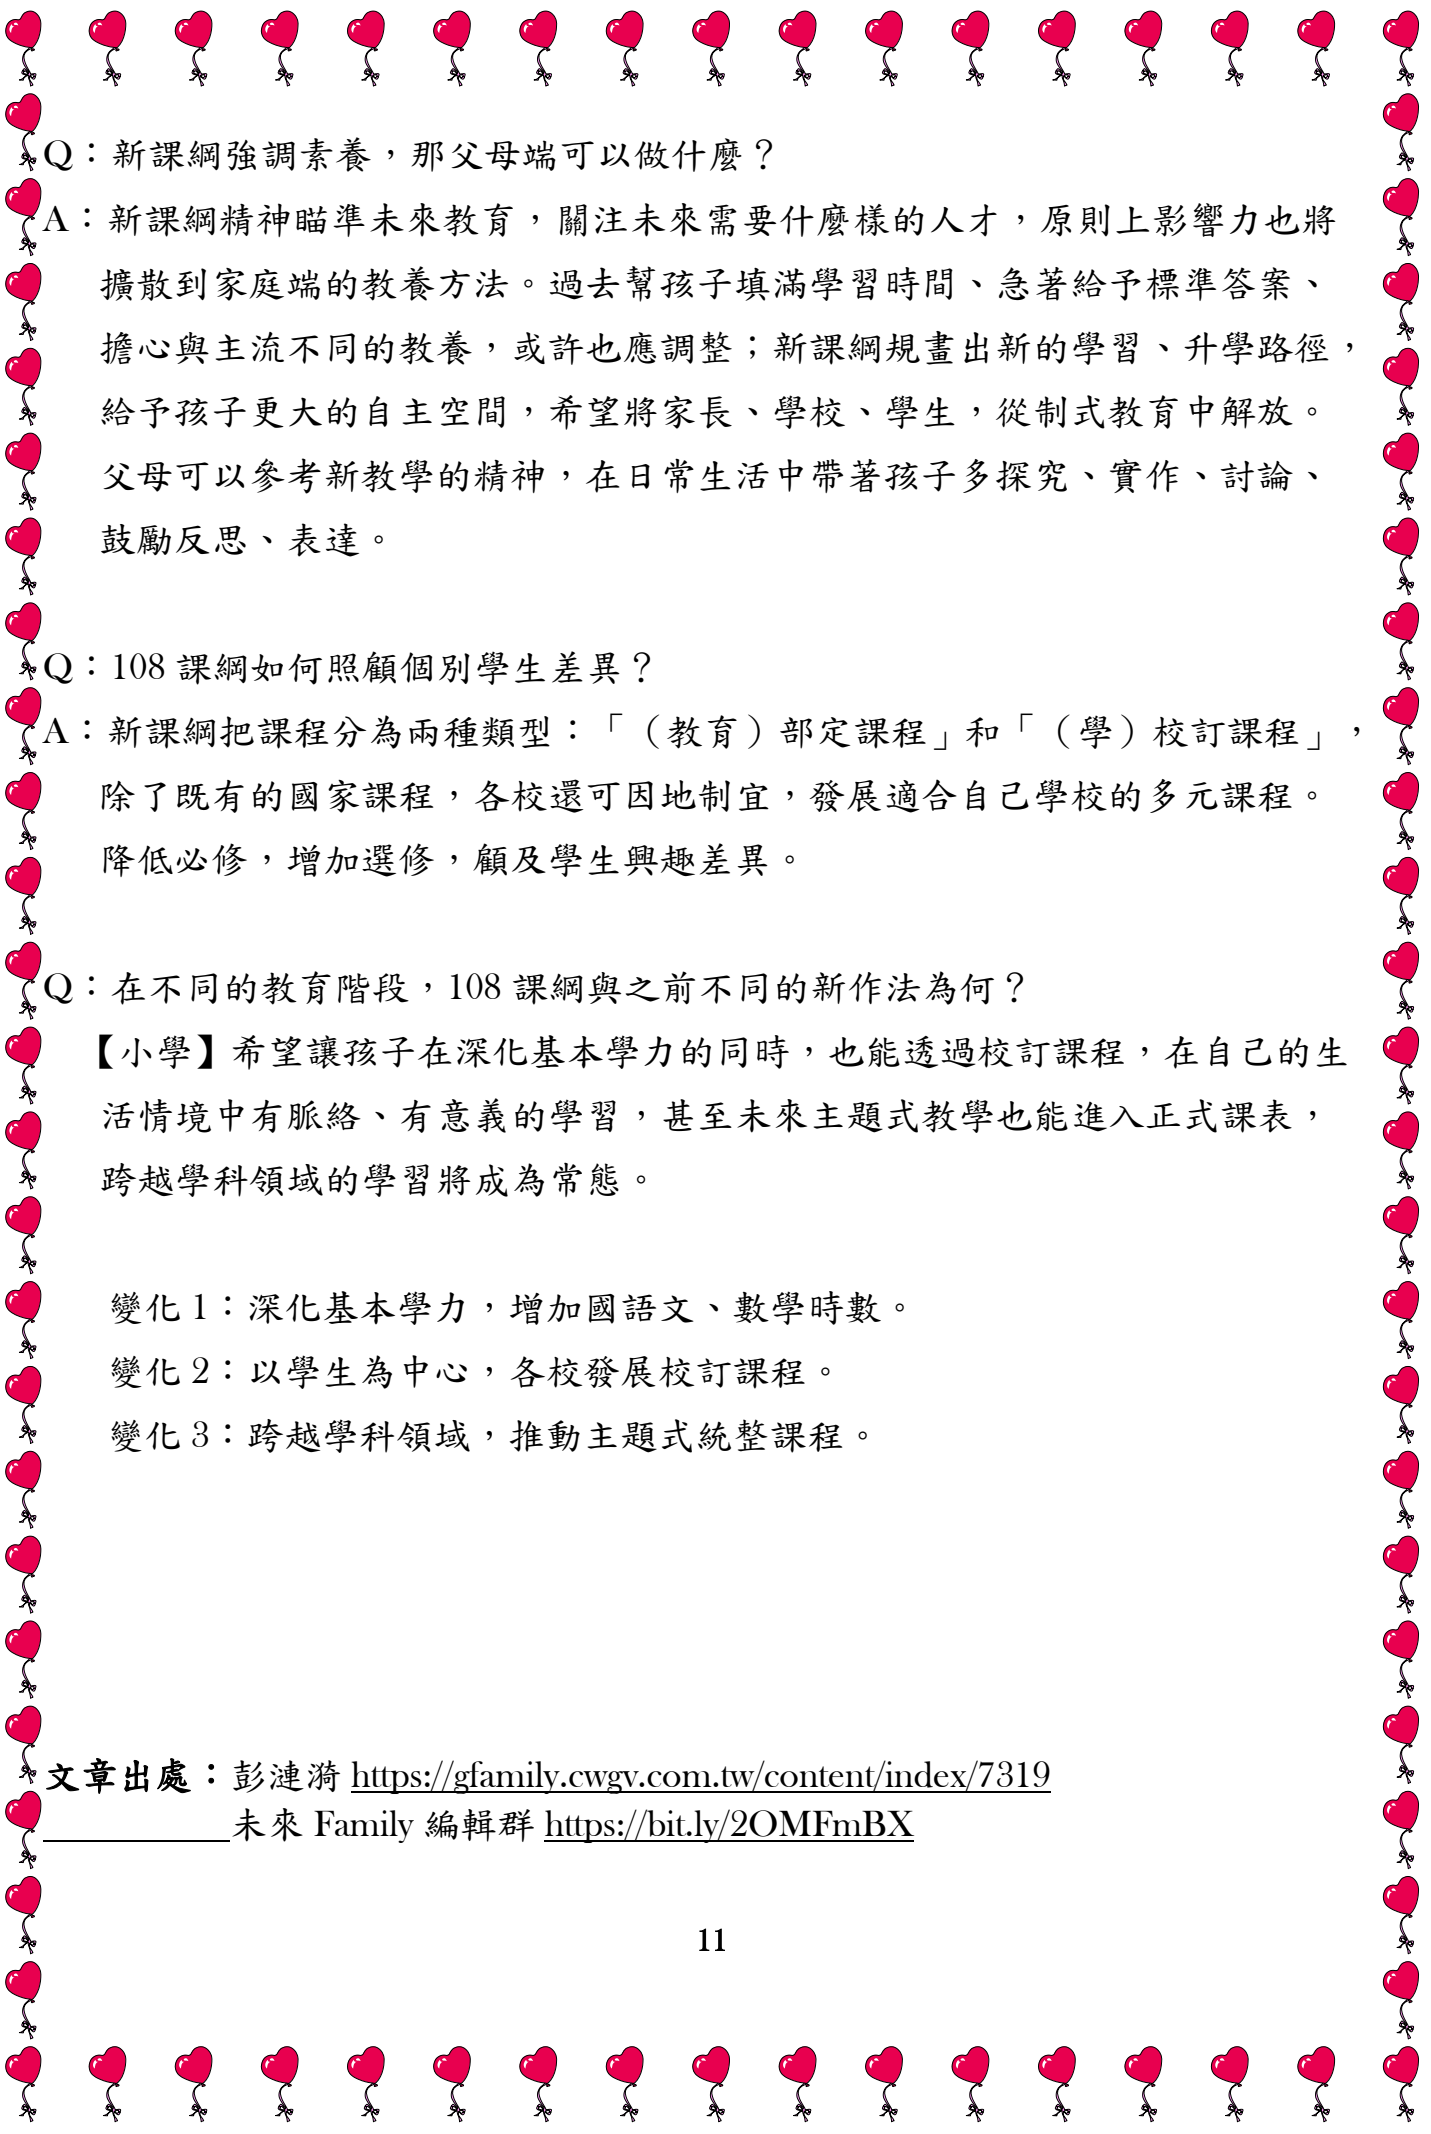 Q：新課綱強調素養，那父母端可以做什麼？
A：新課綱精神瞄準未來教育，關注未來需要什麼樣的人才，原則上影響力也將
擴散到家庭端的教養方法。過去幫孩子填滿學習時間、急著給予標準答案、
擔心與主流不同的教養，或許也應調整；新課綱規畫出新的學習、升學路徑，
給予孩子更大的自主空間，希望將家長、學校、學生，從制式教育中解放。
父母可以參考新教學的精神，在日常生活中帶著孩子多探究、實作、討論、
鼓勵反思、表達。
Q：108 課綱如何照顧個別學生差異？
A：新課綱把課程分為兩種類型：「（教育）部定課程」和「（學）校訂課程」，
除了既有的國家課程，各校還可因地制宜，發展適合自己學校的多元課程。
降低必修，增加選修，顧及學生興趣差異。
Q：在不同的教育階段，108 課綱與之前不同的新作法為何？
【小學】希望讓孩子在深化基本學力的同時，也能透過校訂課程，在自己的生
活情境中有脈絡、有意義的學習，甚至未來主題式教學也能進入正式課表，
跨越學科領域的學習將成為常態。
變化 1：深化基本學力，增加國語文、數學時數。
變化 2：以學生為中心，各校發展校訂課程。
變化 3：跨越學科領域，推動主題式統整課程。
文章出處：彭漣漪 https://gfamily.cwgv.com.tw/content/index/7319
未來 Family 編輯群 https://bit.ly/2OMFmBX
11